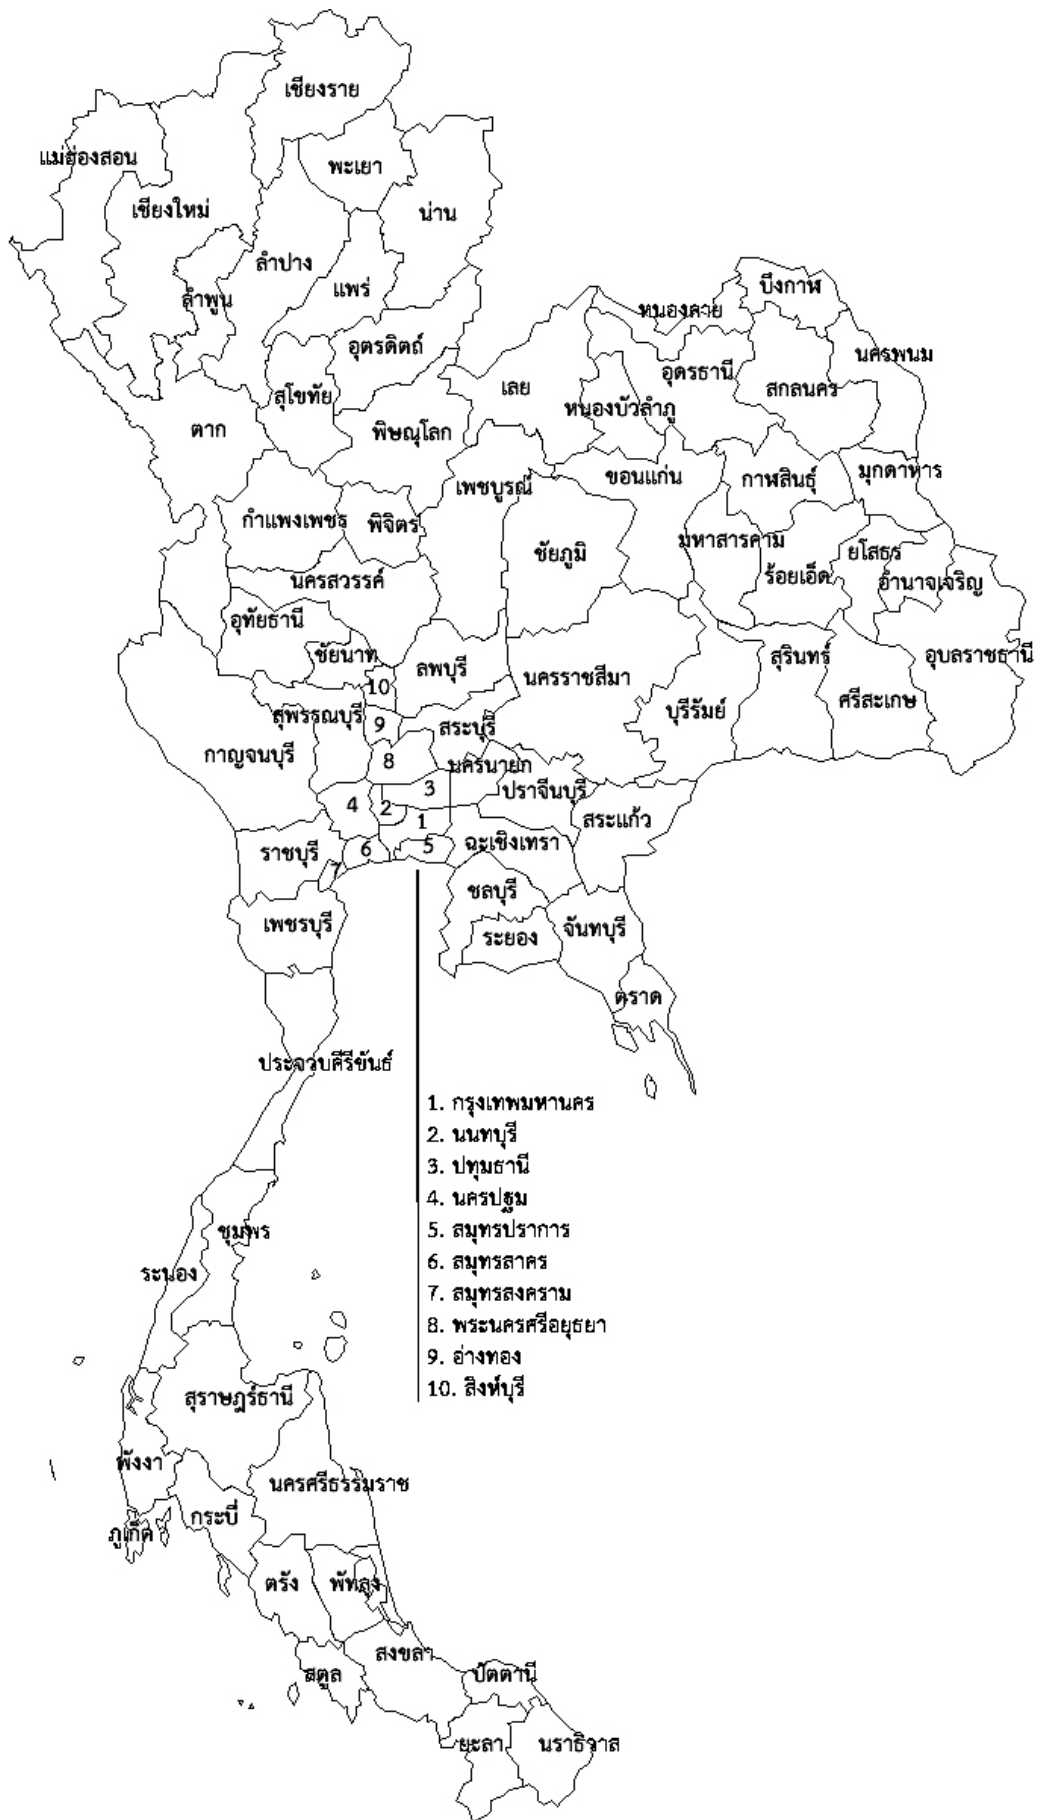 เชียงราย
แม่ฮ่องสอน
พะเยา
เชียงใหม่
น่าน
ลำปาง
แพร่
ลำพูน
บึงกาฬ
หนองคาย
อุตรดิตถ์
นครพนม
อุดรธานี
เลย
สกลนคร
สุโขทัย
หนองบัวลำภู
ตาก
พิษณุโลก
ขอนแก่น
กาฬสินธุ์
มุกดาหาร
เพชบูรณ์
กำแพงเพชร
พิจิตร
ชัยภูมิ
มหาสารคาม
ยโสธร
ร้อยเอ็ด
อำนาจเจริญ
นครสวรรค์
อุทัยธานี
ชัยนาท
ลพบุรี
นครราชสีมา
สุรินทร์
อุบลราชธานี
10
สุพรรณบุรี
9
สระบุรี
บุรีรัมย์
ศรีสะเกษ
กาญจนบุรี
8
นครนายก
3
ปราจีนบุรี
4
2
1
สระแก้ว
ราชบุรี
6
5
ฉะเชิงเทรา
7
ชลบุรี
เพชรบุรี
ระยอง
จันทบุรี
ตราด
ประจวบคีรีขันธ์
1. กรุงเทพมหานคร
2. นนทบุรี
3. ปทุมธานี
4. นครปฐม
5. สมุทรปราการ
6. สมุทรสาคร
7. สมุทรสงคราม
8. พระนครศรีอยุธยา
9. อ่างทอง
10. สิงห์บุรี
ชุมพร
ระนอง
สุราษฎร์ธานี
พังงา
นครศรีธรรมราช
กระบี่
ภูเก็ต
ตรัง
พัทลุง
สงขลา
สตูล
ปัตตานี
ยะลา
นราธิวาส